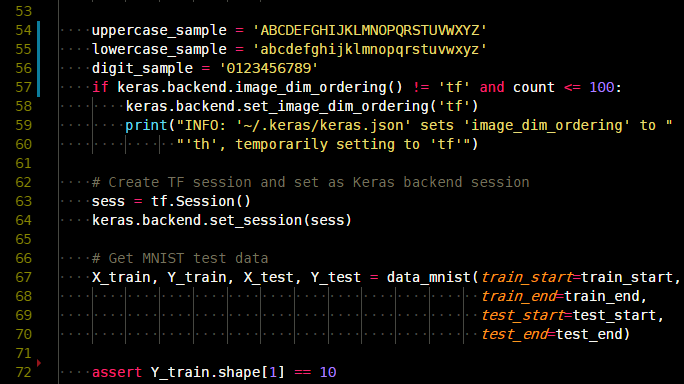 53
54 uppercase_sample = 'ABCDEFGHIJKLMNOPQRSTUVWXYZ'
55 lowercase_sample = 'abcdefghijklmnopqrstuvwxyz'
56 digit_sample = '0123456789'
57 if keras.backend.image_dim_ordering() != 'tf' and count <= 100:
58 keras.backend.set_image_dim_ordering('tf')
59 print("INFO: '~/.keras/keras.json' sets 'image_dim_ordering' to "
60 "'th', temporarily setting to 'tf'")
61
62 # Create TF session and set as Keras backend session
63 sess = tf.Session()
64 keras.backend.set_session(sess)
65
66 # Get MNIST test data
67 X_train, Y_train, X_test, Y_test = data_mnist(train_start=train_start,
68 train_end=train_end,
69 test_start=test_start,
70 test_end=test_end)
71
72 assert Y_train.shape[1] == 10